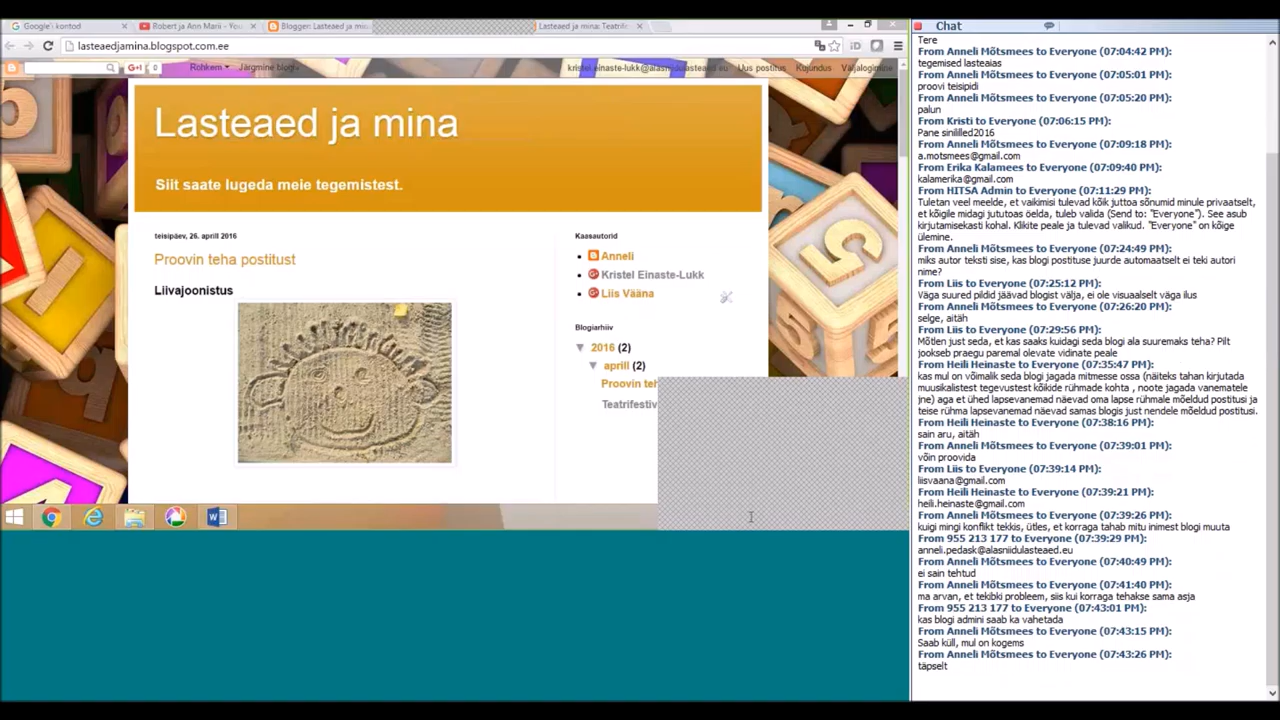 Google'i kontod
Robert ja Ann Marii - You
Blogger: Lasteaed ja min
Lasteaed ja mina: Teatrife
lasteaedjamina.blogspot.com.ee
iD
G+1 0 Rohkem Järgmine blogi»
kristel.einaste-lukk@alasniidulasteaed.eu Uus postitus Kujundus Väljalogimine
Lasteaed ja mina
Siit saate lugeda meie tegemistest.
teisipäev, 26. aprill 2016
Proovin teha postitust
Liivajoonistus
Kaasautorid
Anneli
Kristel Einaste-Lukk
Liis Vääna
Blogiarhiiv
▼ 2016 (2)
▼ aprill (2)
Proovin teh
Teatrifestiv
Chat
Tere
From Anneli Mõtsmees to Everyone (07:04:42 PM):
tegemised lasteaias
From Anneli Mõtsmees to Everyone (07:05:01 PM):
proovi teisipidi
From Anneli Mõtsmees to Everyone (07:05:20 PM):
palun
From Kristi to Everyone (07:06:15 PM):
Pane sinililled2016
From Anneli Mõtsmees to Everyone (07:09:18 PM):
a.motsmees@gmail.com
From Erika Kalamees to Everyone (07:09:40 PM):
kalamerika@gmail.com
From HITSA Admin to Everyone (07:11:29 PM):
Tuletan veel meelde, et vaikimisi tulevad kõik juttoa sõnumid minule privaatselt,
et kõigile midagi jututoas öelda, tuleb valida (Send to: "Everyone"). See asub
kirjutamisekasti kohal. Klikite peale ja tulevad valikud. "Everyone" on kõige
ülemine.
From Anneli Mõtsmees to Everyone (07:24:49 PM):
miks autor teksti sise, kas blogi postituse juurde automaatselt ei teki autori
nime?
From Liis to Everyone (07:25:12 PM):
Väga suured pildid jäävad blogist välja, ei ole visuaalselt väga ilus
From Anneli Mõtsmees to Everyone (07:26:20 PM):
selge, aitäh
From Liis to Everyone (07:29:56 PM):
Mõtlen just seda, et kas saaks kuidagi seda blogi ala suuremaks teha? Pilt
jookseb praegu paremal olevate vidinate peale
From Heili Heinaste to Everyone (07:35:47 PM):
kas mul on võimalik seda blogi jagada mitmesse ossa (näiteks tahan kirjutada
muusikalistest tegevustest kõikide rühmade kohta , noote jagada vanematele
jne) aga et ühed lapsevanemad näevad oma lapse rühmale mõeldud postitusi ja
teise rühma lapsevanemad näevad samas blogis just nendele mõeldud postitusi.
From Heili Heinaste to Everyone (07:38:16 PM):
sain aru, aitäh
From Anneli Mõtsmees to Everyone (07:39:01 PM):
võin proovida
From Liis to Everyone (07:39:14 PM):
liisvaana@gmail.com
From Heili Heinaste to Everyone (07:39:21 PM):
heili.heinaste@gmail.com
From Anneli Mõtsmees to Everyone (07:39:26 PM):
kuigi mingi konflikt tekkis, ütles, et korraga tahab mitu inimest blogi muuta
From 955 213 177 to Everyone (07:39:29 PM):
anneli.pedask@alasniidulasteaed.eu
From Anneli Mõtsmees to Everyone (07:40:49 PM):
ei sain tehtud
From Anneli Mõtsmees to Everyone (07:41:40 PM):
ma arvan, et tekibki probleem, siis kui korraga tehakse sama asja
From 955 213 177 to Everyone (07:43:01 PM):
kas blogi admini saab ka vahetada
From Anneli Mõtsmees to Everyone (07:43:15 PM):
Saab küll, mul on kogems
From Anneli Mõtsmees to Everyone (07:43:26 PM):
täpselt